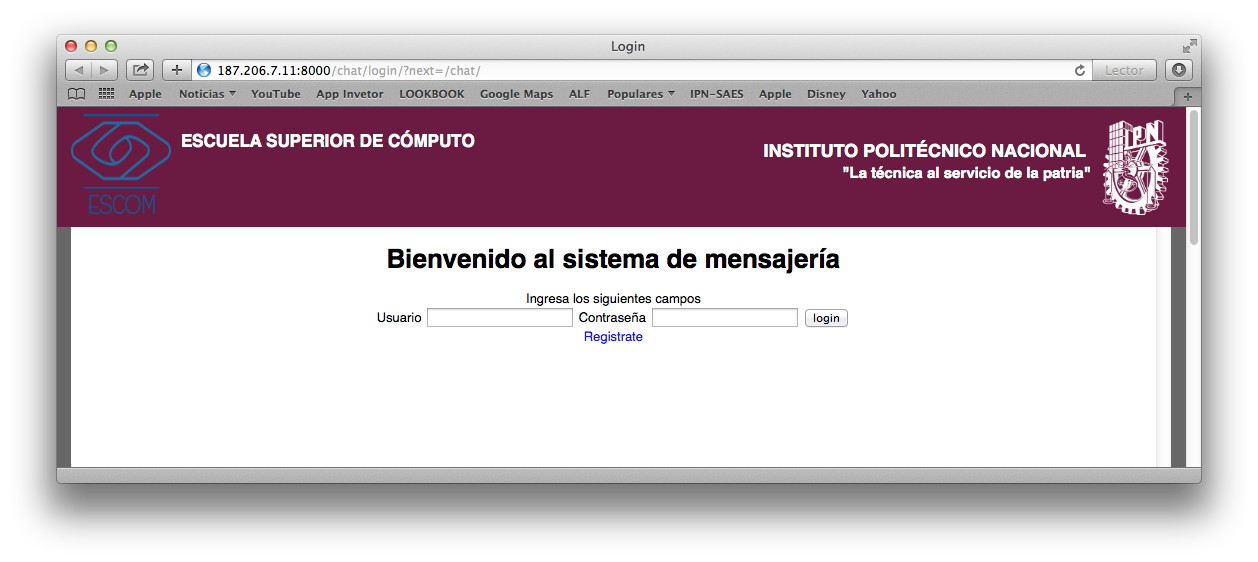 Login
187.206.7.11:8000/chat/login/?next=/chat/
Lector
Apple Noticias YouTube App Invetor LOOKBOOK Google Maps ALF Populares IPN-SAES Apple Disney Yahoo
ESCUELA SUPERIOR DE CÓMPUTO
ESCOM
INSTITUTO POLITÉCNICO NACIONAL
"La técnica al servicio de la patria"
IPN
Bienvenido al sistema de mensajería
Ingresa los siguientes campos
Usuario Contraseña login
Registrate